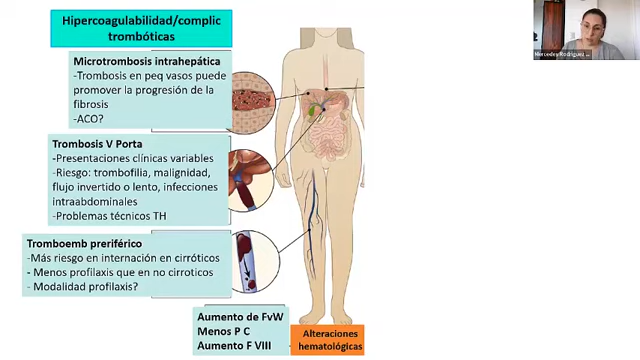 Hipercoagulabilidad/complic
trombóticas
Microtrombosis intrahepática
-Trombosis en peq vasos puede
promover la progresión de la
fibrosis
-ACO?
Trombosis V Porta
-Presentaciones clínicas variables
-Riesgo: trombofilia, malignidad,
flujo invertido o lento, infecciones
intraabdominales
-Problemas técnicos TH
Tromboemb preriférico
-Más riesgo en internación en cirróticos
- Menos profilaxis que en no cirroticos
- Modalidad profilaxis?
Aumento de FvW
Menos P C
Aumento F VIII
Alteraciones
hematológicas
Mercedes Rodriguez